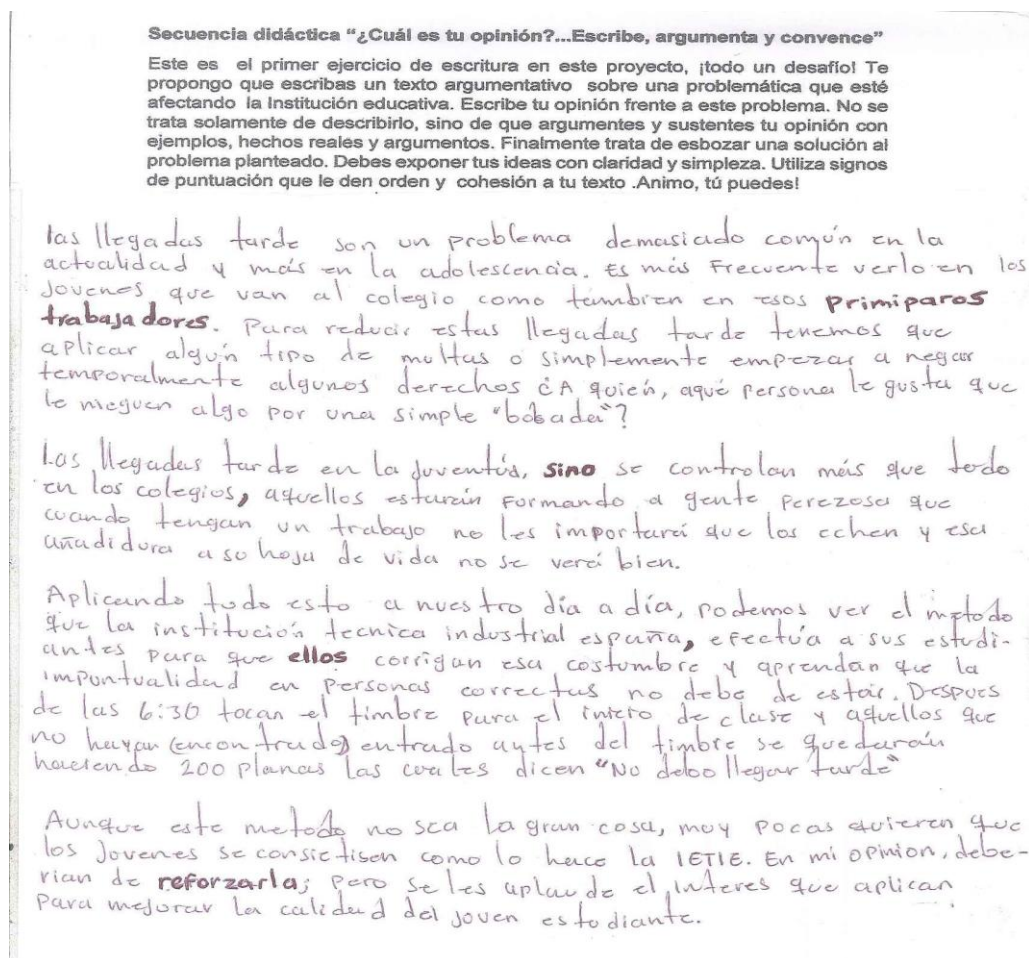 Secuencia didáctica “¿Cuál es tu opinión?...Escribe, argumenta y convence”
Este es el primer ejercicio de escritura en este proyecto, ¡todo un desafío! Te
propongo que escribas un texto argumentativo sobre una problemática que esté
afectando la Institución educativa. Escribe tu opinión frente a este problema. No se
trata solamente de describirlo, sino de que argumentes y sustentes tu opinión con
ejemplos, hechos reales y argumentos. Finalmente trata de esbozar una solución al
problema planteado. Debes exponer tus ideas con claridad y simpleza. Utiliza signos
de puntuación que le den orden y cohesión a tu texto .Animo, tú puedes!
las llegadas tarde son un problema demasiado común en la
actualidad y más en la adolescencia. Es más Frecuente verlo en los
Jovenes que van al colegio como tambien en esos primiparos
trabajadores. Para reducir estas llegadas tarde tenemos que
aplicar algún tipo de multas o simplemente empezar a negar
temporalmente algunos derechos ¿A quién, aqué persona le gusta que
le nieguen algo por una simple "bobada"?
Las llegadas tarde en la Juventús, sino se controlan más que todo
en los colegios, aquellos estarán Formando a gente perezosa que
cuando tengan un trabajo no les importará que los echen y esa
añadidura a su hoja de vida no se verá bien.
Aplicando todo esto a nuestro día a día, podemos ver el metodo
que la institución tecnica industrial españa, efectúa a sus estudi-
antes para que ellos corrigan esa costumbre y aprendan que la
impuntualidad en personas correctas no debe de estár. Despues
de las 6:30 tocan el timbre para el inicio de clase y aquellos que
no hayan (encontrado) entrado antes del timbre se quedarán
haciendo 200 planas las cuales dicen "No debo llegar tarde"
Aunque este metodo no sea la gran cosa, muy pocas quieren que
los Jovenes se concieticen como lo hace la IETIE. En mi opinion, debe-
rian de reforzarla; pero se les aplaude el interes que aplican
para mejorar la calidad del joven estudiante.